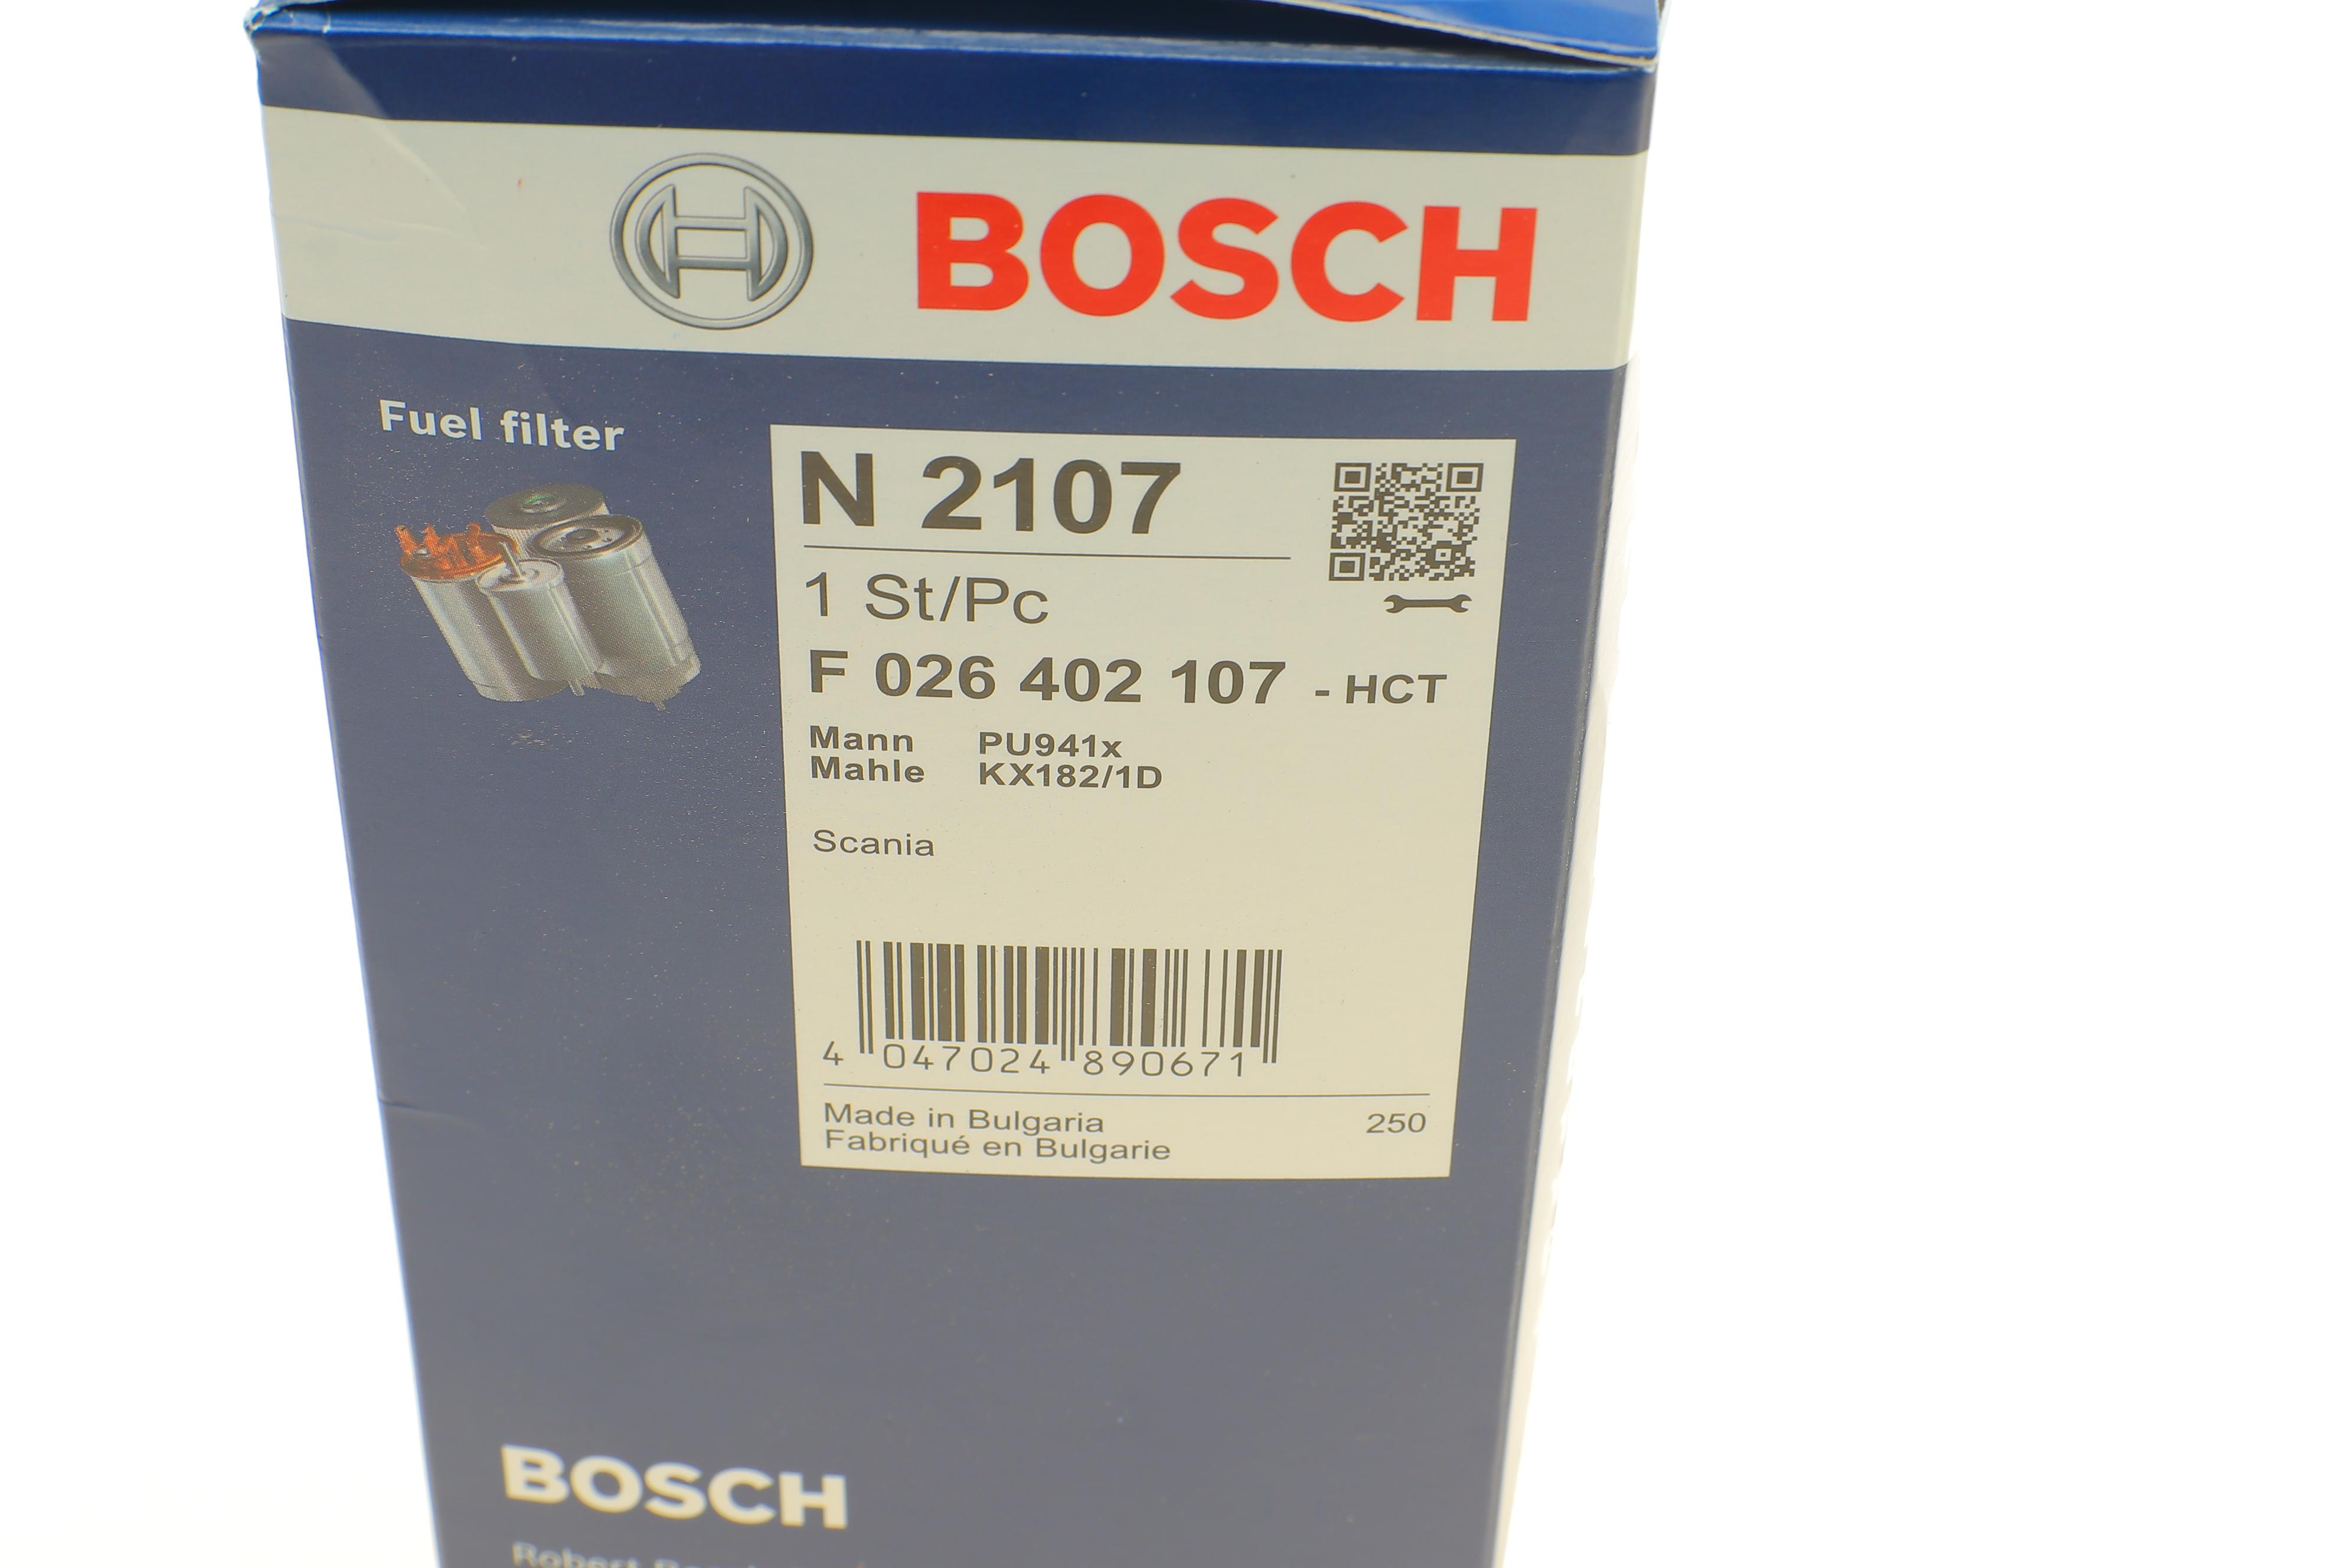 BOSCH
Fuel filter
N 2107
1 St/Pc
F 026 402 107 - HCT
Mann PU941x
Mahle KX182/1D
Scania
4 047024 890671
Made in Bulgaria 250
Fabriqué en Bulgarie
BOSCH
Robert